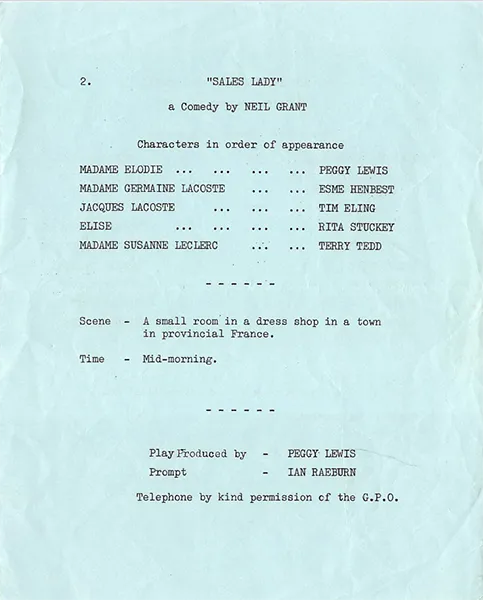 2. "SALES LADY"
a Comedy by NEIL GRANT
Characters in order of appearance
MADAME ELODIE ... ... ... ... PEGGY LEWIS
MADAME GERMAINE LACOSTE ... ... ESME HENBEST
JACQUES LACOSTE ... ... ... TIM ELING
ELISE ... ... ... ... RITA STUCKEY
MADAME SUSANNE LECLERC ... ... TERRY TEDD
- - - - - -
Scene - A small room in a dress shop in a town
in provincial France.
Time - Mid-morning.
- - - - - -
Play Produced by - PEGGY LEWIS
Prompt - IAN RAEBURN
Telephone by kind permission of the G.P.O.